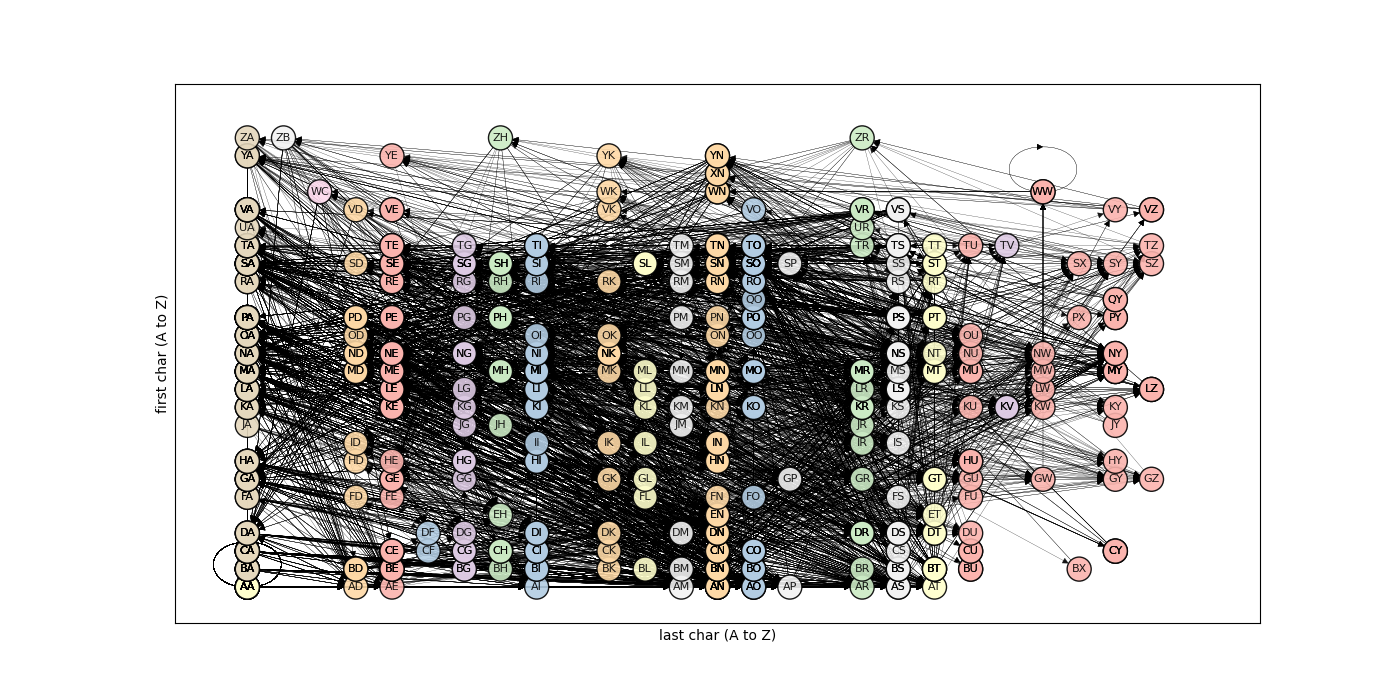 ZA ZB ZH ZR
YA YE YK YN
XN
WC WK WN WW
VA VD VE VK VO VR VS VY VZ
UA UR
TA TE TG TI TM TN TO TR TS TT TU TV TZ
SA SD SE SG SH SI SL SM SN SO SP SS ST SX SY SZ
RA RE RG RH RI RK RM RN RO RS RT
QO QY
PA PD PE PG PH PM PN PO PS PT PX PY
OA OD OI OK ON OO OU
NA ND NE NG NI NK NS NT NU NW NY
MA MD ME MH MI MK ML MM MN MO MR MS MT MU MW MY
LA LE LG LI LL LN LR LS LW LZ
KA KE KG KI KL KM KN KO KR KS KU KV KW KY
JA JG JH JM JR JY
ID II IK IL IN IR IS
HA HD HE HG HI HN HU HY
GA GE GG GK GL GP GR GT GU GW GY GZ
FA FD FE FL FN FO FS FU
EH EN ET
DA DF DG DI DK DM DN DR DS DT DU
CA CE CF CG CH CI CK CN CO CS CU CY
BA BD BE BG BH BI BK BL BM BN BO BR BS BT BU BX
AA AD AE AI AM AN AO AP AR AS AT
first char (A to Z)
last char (A to Z)